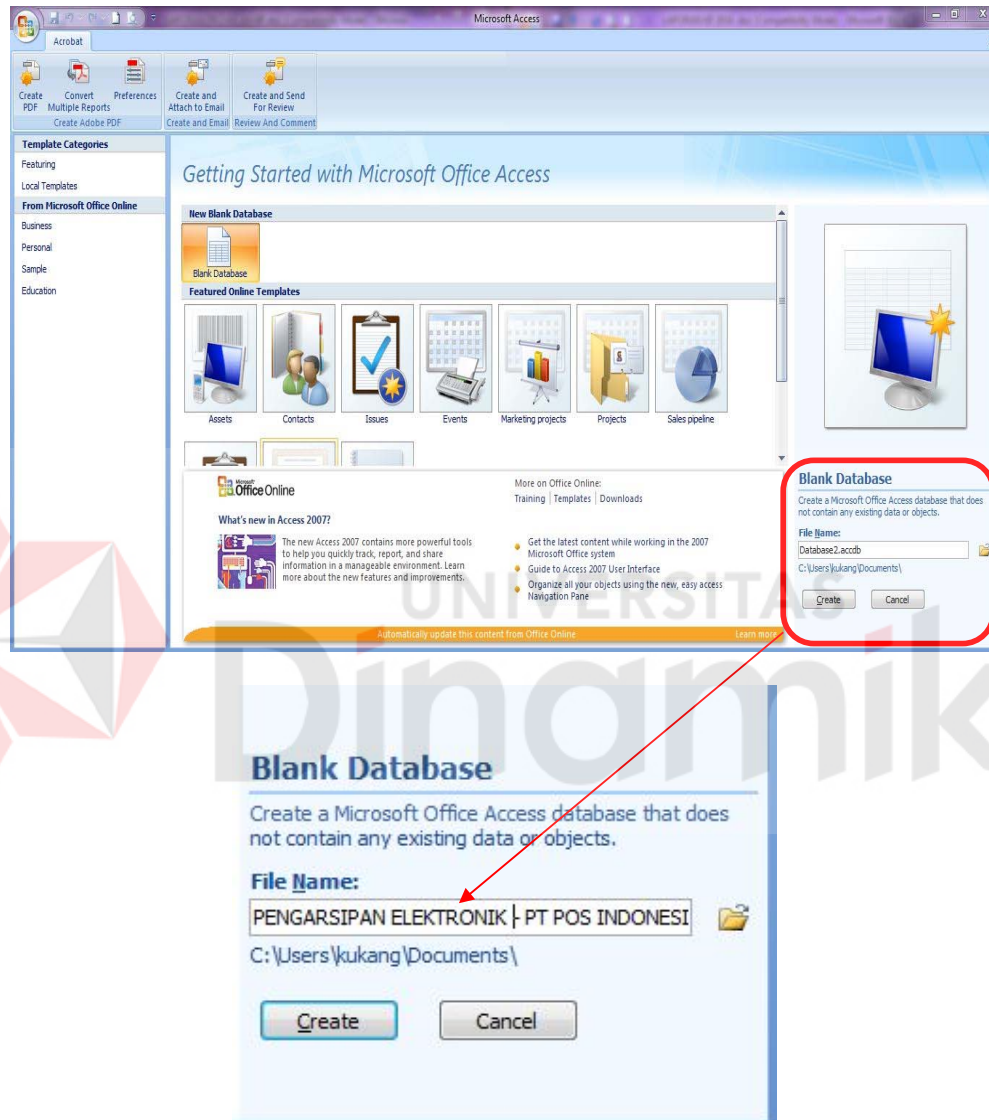 Microsoft Access
Acrobat
Create PDF
Convert Multiple Reports
Preferences
Create and Attach to Email
Create and Send For Review
Create Adobe PDF
Create and Email
Review And Comment
Template Categories
Featuring
Local Templates
From Microsoft Office Online
Business
Personal
Sample
Education
Getting Started with Microsoft Office Access
New Blank Database
Blank Database
Featured Online Templates
Assets
Contacts
Issues
Events
Marketing projects
Projects
Sales pipeline
Microsoft
Office Online
What's new in Access 2007?
The new Access 2007 contains more powerful tools
to help you quickly track, report, and share
information in a manageable environment. Learn
more about the new features and improvements.
More on Office Online:
Training | Templates | Downloads
Get the latest content while working in the 2007
Microsoft Office system
Guide to Access 2007 User Interface
Organize all your objects using the new, easy access
Navigation Pane
Automatically update this content from Office Online
Learn more
Blank Database
Create a Microsoft Office Access database that does
not contain any existing data or objects.
File Name:
Database2.accdb
C:\Users\kukang\Documents\
Create
Cancel
UNIVERSITAS
Dinamik
Blank Database
Create a Microsoft Office Access database that does
not contain any existing data or objects.
File Name:
PENGARSIPAN ELEKTRONIK - PT POS INDONESI
C:\Users\kukang\Documents\
Create
Cancel